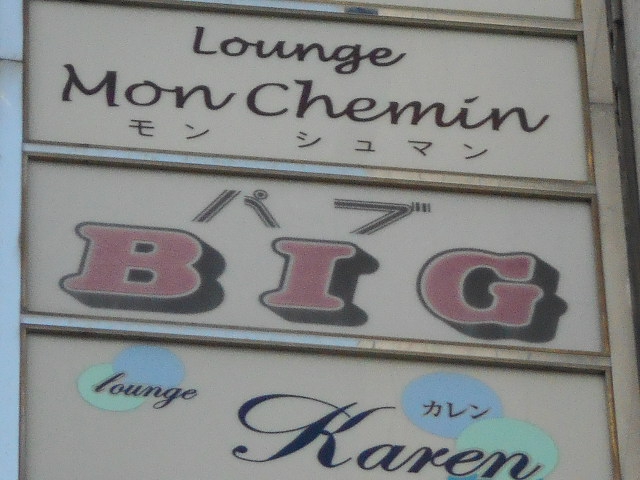 Lounge
Mon Chemin
モン シュマン
パブ
BIG
lounge
カレン
Karen